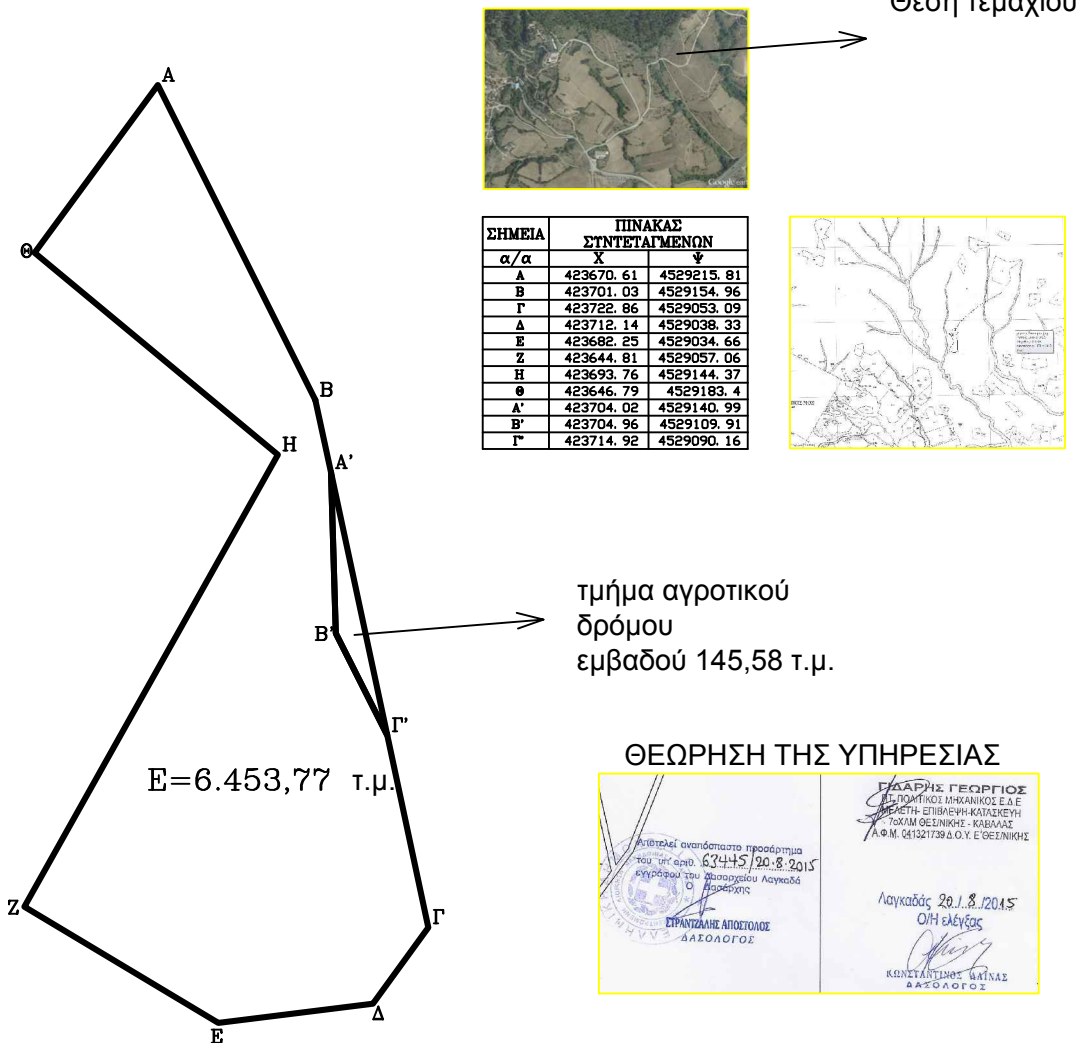 Θέση τεμαχίου
Google
Α
Θ
Β
Η
Α'
Β'
Γ'
Ζ
Γ
Δ
Ε
Ε=6.453,77 τ.μ.
ΣΗΜΕΙΑ ΠΙΝΑΚΑΣ
ΣΤΝΤΕΤΑΓΜΕΝΩΝ
α/α Χ Ψ
Α 423670. 61 4529215. 81
Β 423701. 03 4529154. 96
Γ 423722. 86 4529053. 09
Δ 423712. 14 4529038. 33
Ε 423682. 25 4529034. 66
Ζ 423644. 81 4529057. 06
Η 423693. 76 4529144. 37
Θ 423646. 79 4529183. 4
Α' 423704. 02 4529140. 99
Β' 423704. 96 4529109. 91
Γ' 423714. 92 4529090. 16
τμήμα αγροτικού
δρόμου
εμβαδού 145,58 τ.μ.
ΘΕΩΡΗΣΗ ΤΗΣ ΥΠΗΡΕΣΙΑΣ
Αποτελεί αναπόσπαστο προσάρτημα
του υπ' αριθ. 63445/20-8-2015
εγγράφου του Δασαρχείου Λαγκαδά
Ο Δασάρχης
ΣΤΡΑΝΤΖΑΛΗΣ ΑΠΟΣΤΟΛΟΣ
ΔΑΣΟΛΟΓΟΣ
ΓΙΔΑΡΗΣ ΓΕΩΡΓΙΟΣ
ΠΤ. ΠΟΛΙΤΙΚΟΣ ΜΗΧΑΝΙΚΟΣ Ε.Δ.Ε
ΜΕΛΕΤΗ- ΕΠΙΒΛΕΨΗ-ΚΑΤΑΣΚΕΥΗ
7οΧΛΜ ΘΕΣ/ΝΙΚΗΣ - ΚΑΒΑΛΑΣ
Α.Φ.Μ. 041321739 Δ.Ο.Υ. Ε΄ΘΕΣ/ΝΙΚΗΣ
Λαγκαδάς 20/8/2015
Ο/Η ελέγξας
ΚΩΝΣΤΑΝΤΙΝΟΣ
ΔΑΣΟΛΟΓΟΣ